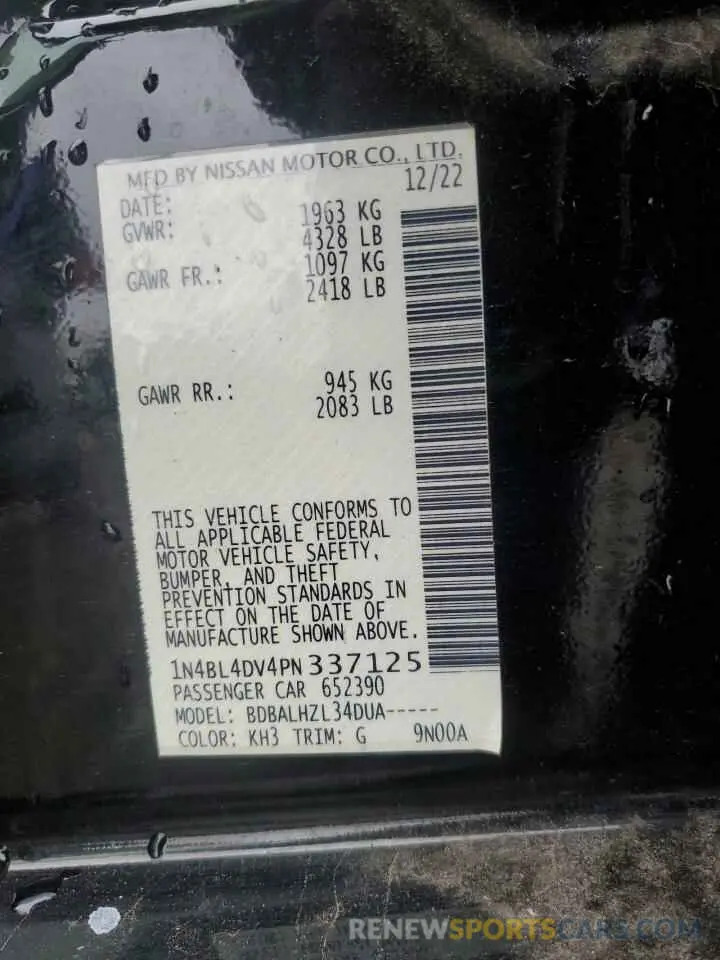 MFD BY NISSAN MOTOR CO., LTD.
DATE: 12/22
GVWR: 1963 KG
4328 LB
GAWR FR.: 1097 KG
2418 LB
GAWR RR.: 945 KG
2083 LB
THIS VEHICLE CONFORMS TO
ALL APPLICABLE FEDERAL
MOTOR VEHICLE SAFETY,
BUMPER, AND THEFT
PREVENTION STANDARDS IN
EFFECT ON THE DATE OF
MANUFACTURE SHOWN ABOVE.
1N4BL4DV4PN337125
PASSENGER CAR 652390
MODEL: BDBALHZL34DUA-----
COLOR: KH3 TRIM: G 9N00A
RENEWSPORTSCARS.COM